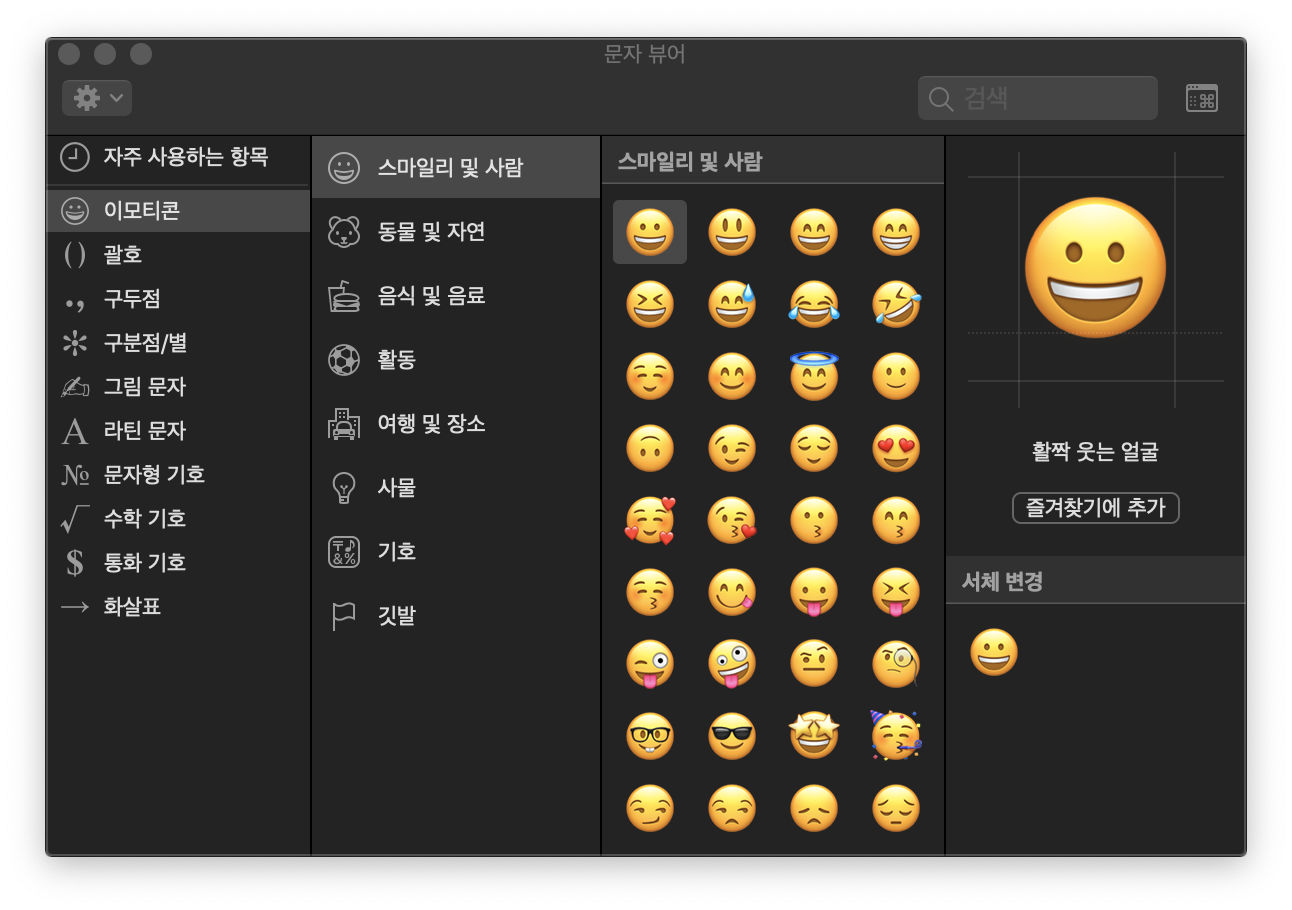 문자 뷰어
검색
자주 사용하는 항목
이모티콘
괄호
구두점
구분점/별
그림 문자
라틴 문자
문자형 기호
수학 기호
통화 기호
화살표
스마일리 및 사람
동물 및 자연
음식 및 음료
활동
여행 및 장소
사물
기호
깃발
스마일리 및 사람
활짝 웃는 얼굴
즐겨찾기에 추가
서체 변경